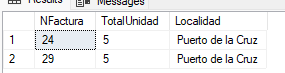 Results Messages
NFactura TotalUnidad Localidad
1 24 5 Puerto de la Cruz
2 29 5 Puerto de la Cruz